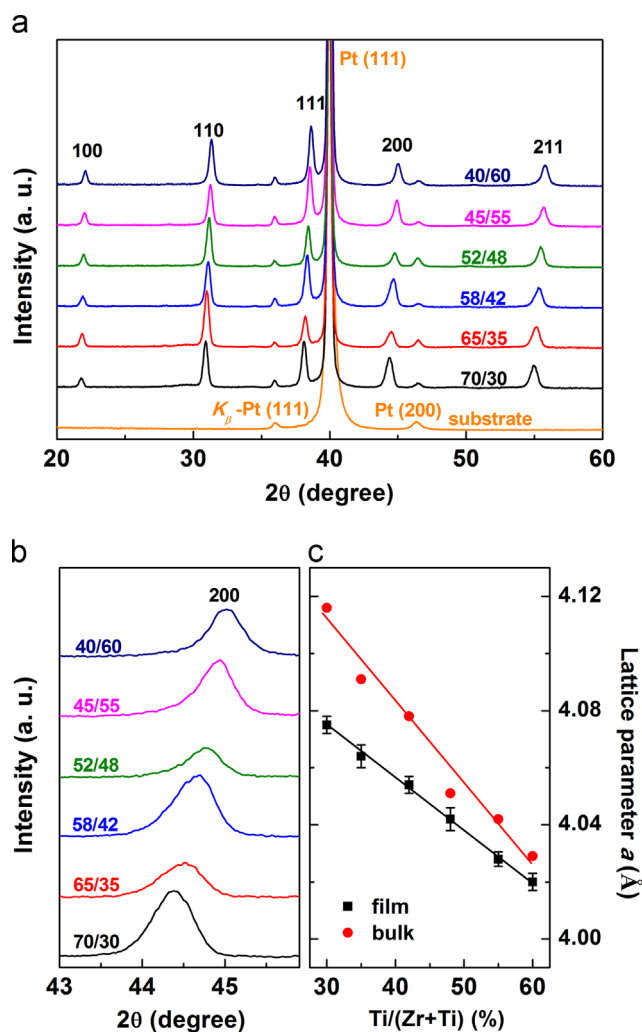 a
Pt (111)
100
110
111
200
211
40/60
45/55
52/48
58/42
65/35
70/30
Kβ-Pt (111)
Pt (200)
substrate
Intensity (a. u.)
20 30 40 50 60
2θ (degree)
b
200
40/60
45/55
52/48
58/42
65/35
70/30
Intensity (a. u.)
43 44 45
2θ (degree)
c
4.12
4.08
4.04
4.00
Lattice parameter a (Å)
film
bulk
30 40 50 60
Ti/(Zr+Ti) (%)